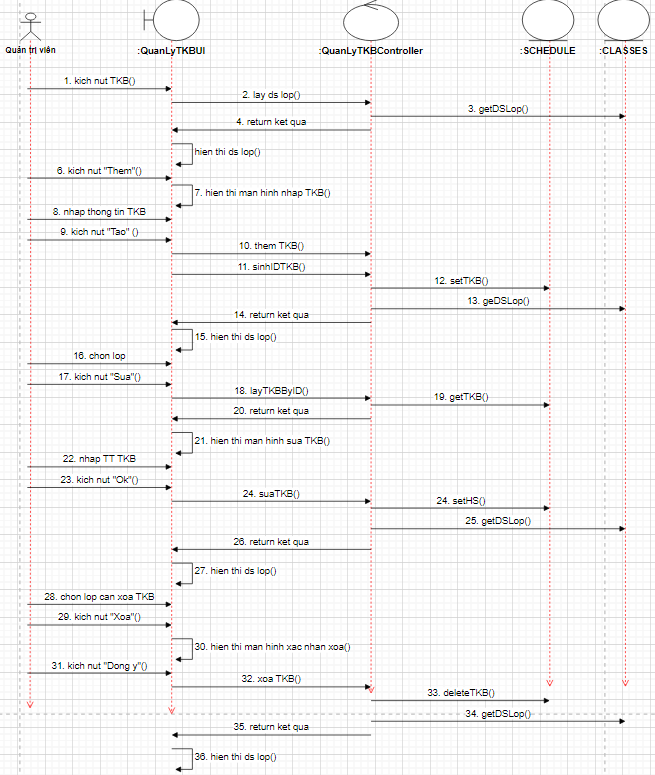 Quản trị viên
:QuanLyTKBUI
:QuanLyTKBController
:SCHEDULE
:CLASSES
1. kich nut TKB()
2. lay ds lop()
3. getDSLop()
4. return ket qua
hien thi ds lop()
6. kich nut "Them"()
7. hien thi man hinh nhap TKB()
8. nhap thong tin TKB
9. kich nut "Tao" ()
10. them TKB()
11. sinhIDTKB()
12. setTKB()
13. geDSLop()
14. return ket qua
15. hien thi ds lop()
16. chon lop
17. kich nut "Sua"()
18. layTKBByID()
19. getTKB()
20. return ket qua
21. hien thi man hinh sua TKB()
22. nhap TT TKB
23. kich nut "Ok"()
24. suaTKB()
24. setHS()
25. getDSLop()
26. return ket qua
27. hien thi ds lop()
28. chon lop can xoa TKB
29. kich nut "Xoa"()
30. hien thi man hinh xac nhan xoa()
31. kich nut "Dong y"()
32. xoa TKB()
33. deleteTKB()
34. getDSLop()
35. return ket qua
36. hien thi ds lop()